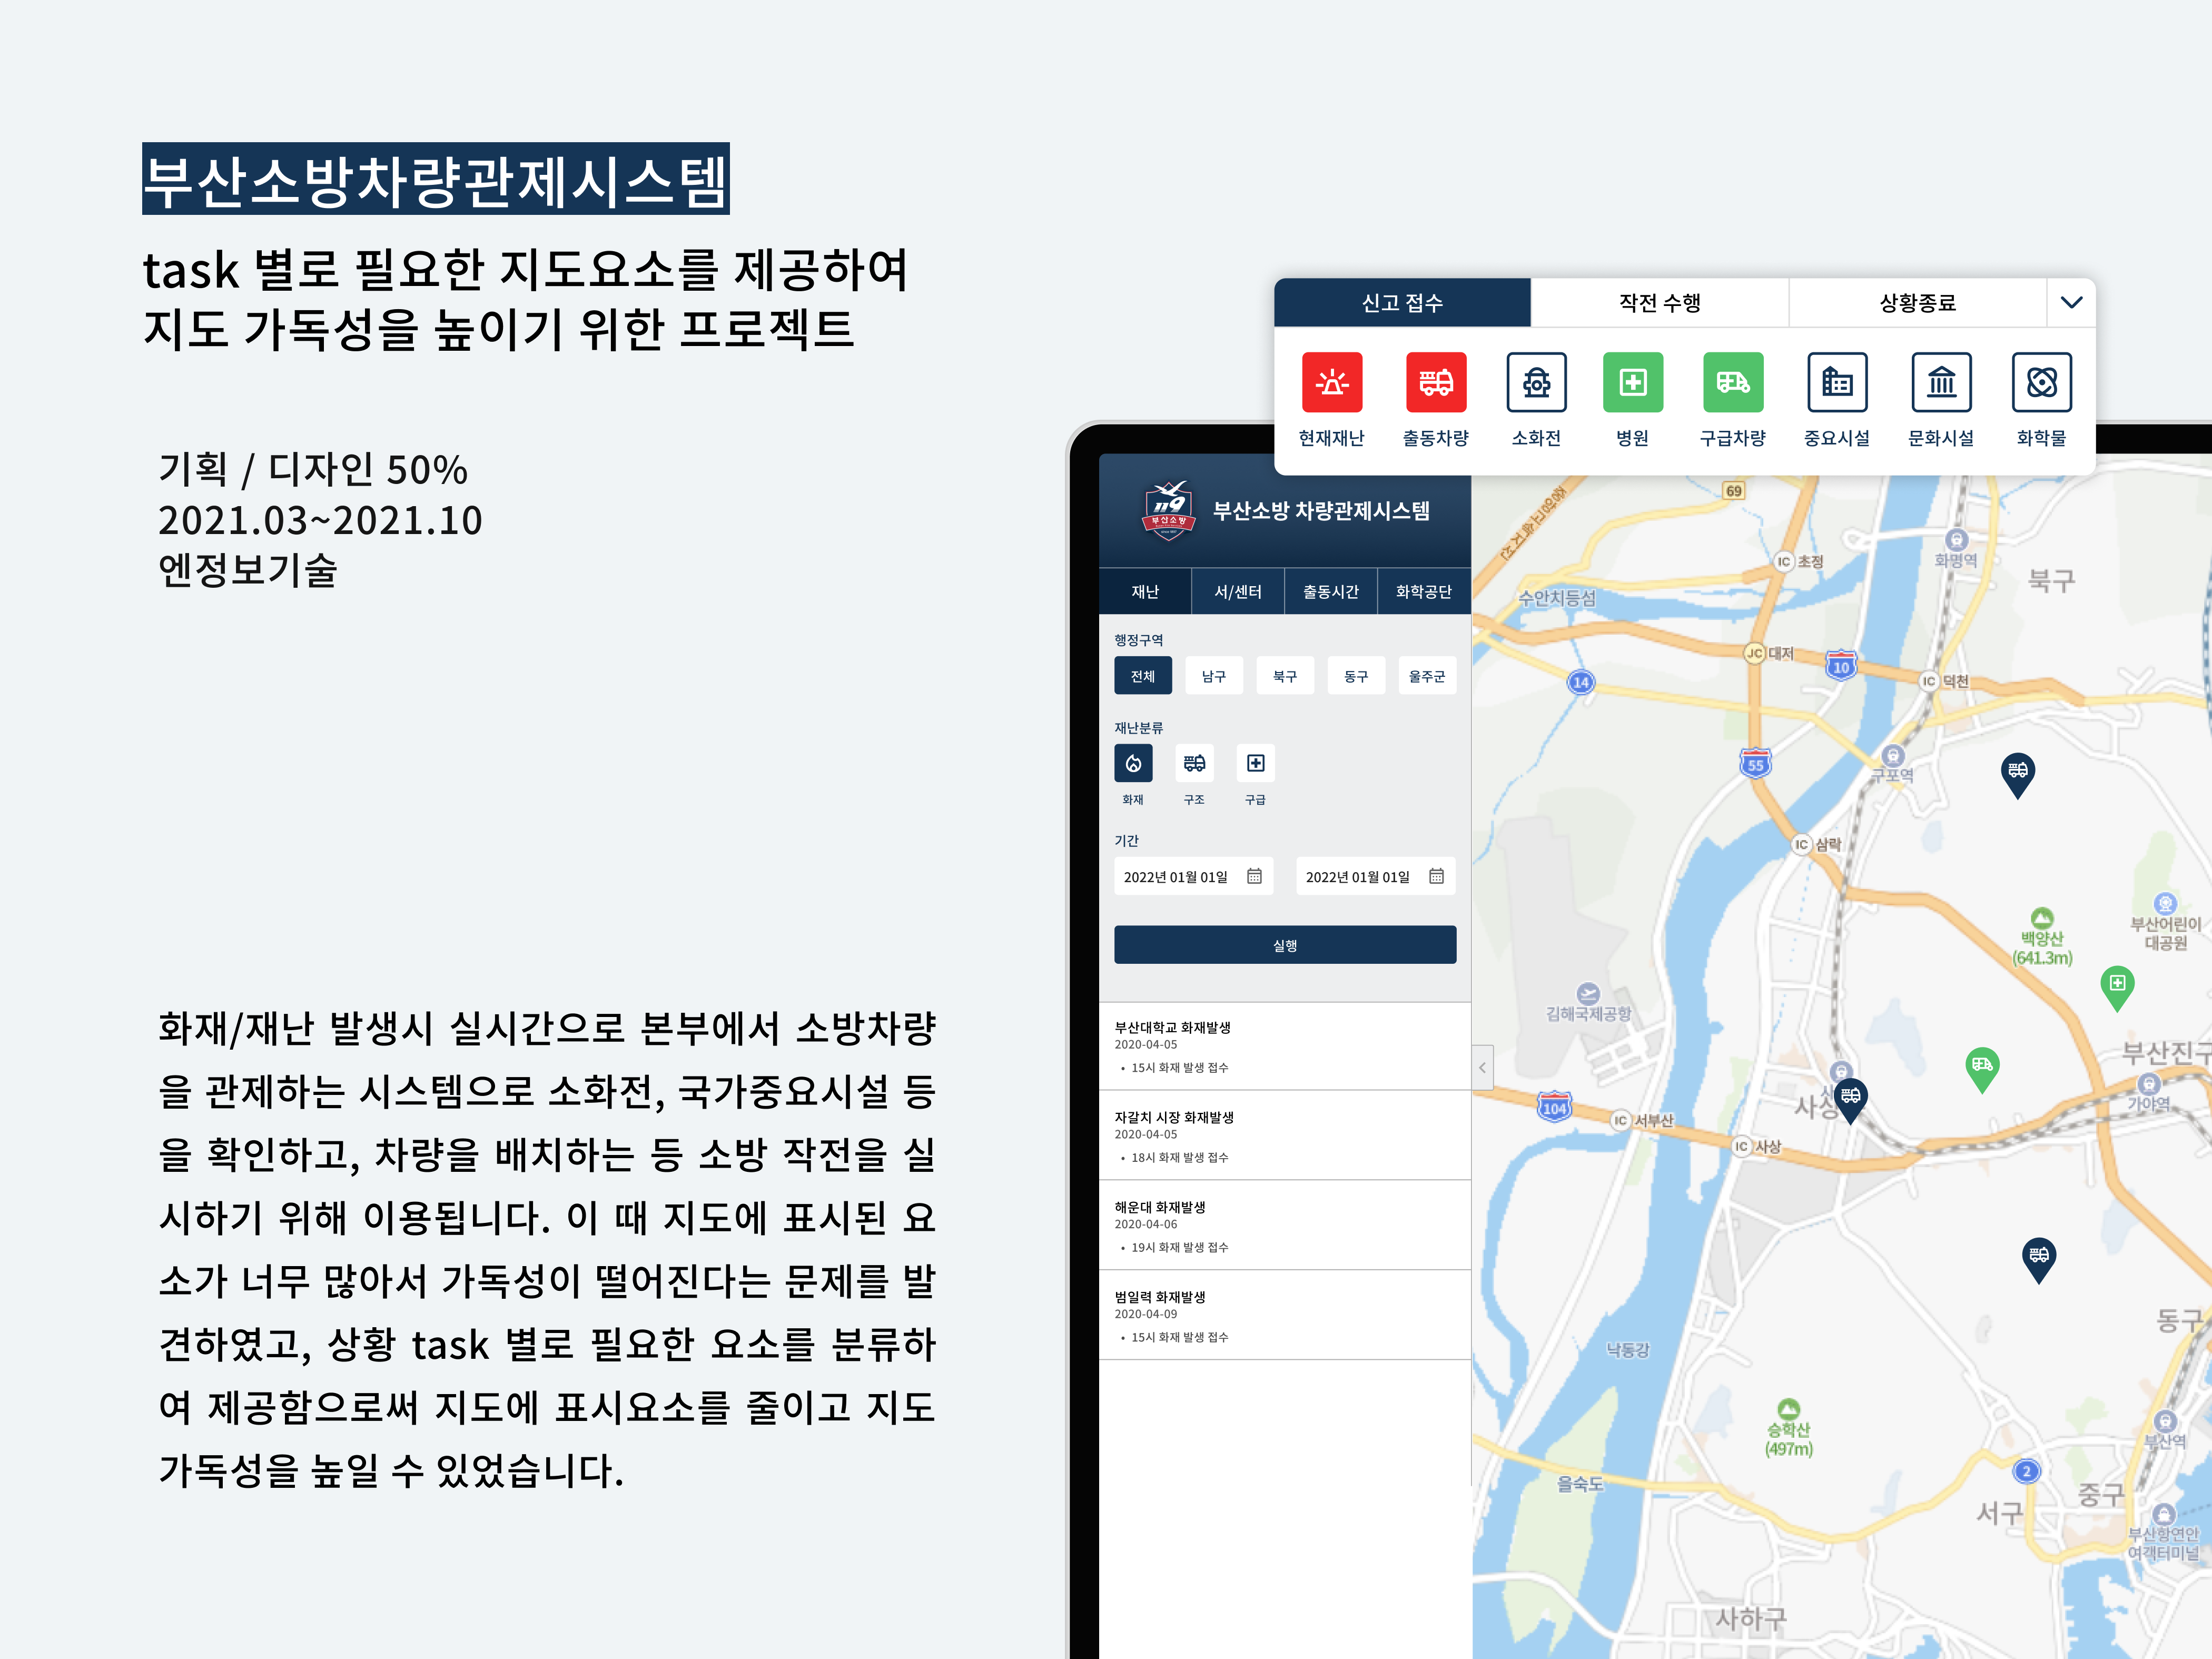 부산소방차량관제시스템
task 별로 필요한 지도요소를 제공하여
지도 가독성을 높이기 위한 프로젝트
기획 / 디자인 50%
2021.03~2021.10
엔정보기술
화재/재난 발생시 실시간으로 본부에서 소방차량
을 관제하는 시스템으로 소화전, 국가중요시설 등
을 확인하고, 차량을 배치하는 등 소방 작전을 실
시하기 위해 이용됩니다. 이 때 지도에 표시된 요
소가 너무 많아서 가독성이 떨어진다는 문제를 발
견하였고, 상황 task 별로 필요한 요소를 분류하
여 제공함으로써 지도에 표시요소를 줄이고 지도
가독성을 높일 수 있었습니다.
신고 접수 작전 수행 상황종료
현재재난 출동차량 소화전 병원 구급차량 중요시설 문화시설 화학물
119
부산소방
부산소방 차량관제시스템
재난 서/센터 출동시간 화학공단
행정구역
전체 남구 북구 동구 울주군
재난분류
화재 구조 구급
기간
2022년 01월 01일 2022년 01월 01일
실행
부산대학교 화재발생
2020-04-05
• 15시 화재 발생 접수
자갈치 시장 화재발생
2020-04-05
• 18시 화재 발생 접수
해운대 화재발생
2020-04-06
• 19시 화재 발생 접수
범일력 화재발생
2020-04-09
• 15시 화재 발생 접수
69
중앙고속지선
IC 초정
화명역
북구
수안치등섬
JC 대저
10
14
IC 덕천
55
구포역
IC 삼락
백양산
(641.3m)
부산어린이
대공원
김해국제공항
부산진구
가야역
사상
104
IC 서부산
IC 사상
동구
낙동강
승학산
(497m)
부산역
2
을숙도
중구
서구
부산항연안
여객터미널
사하구